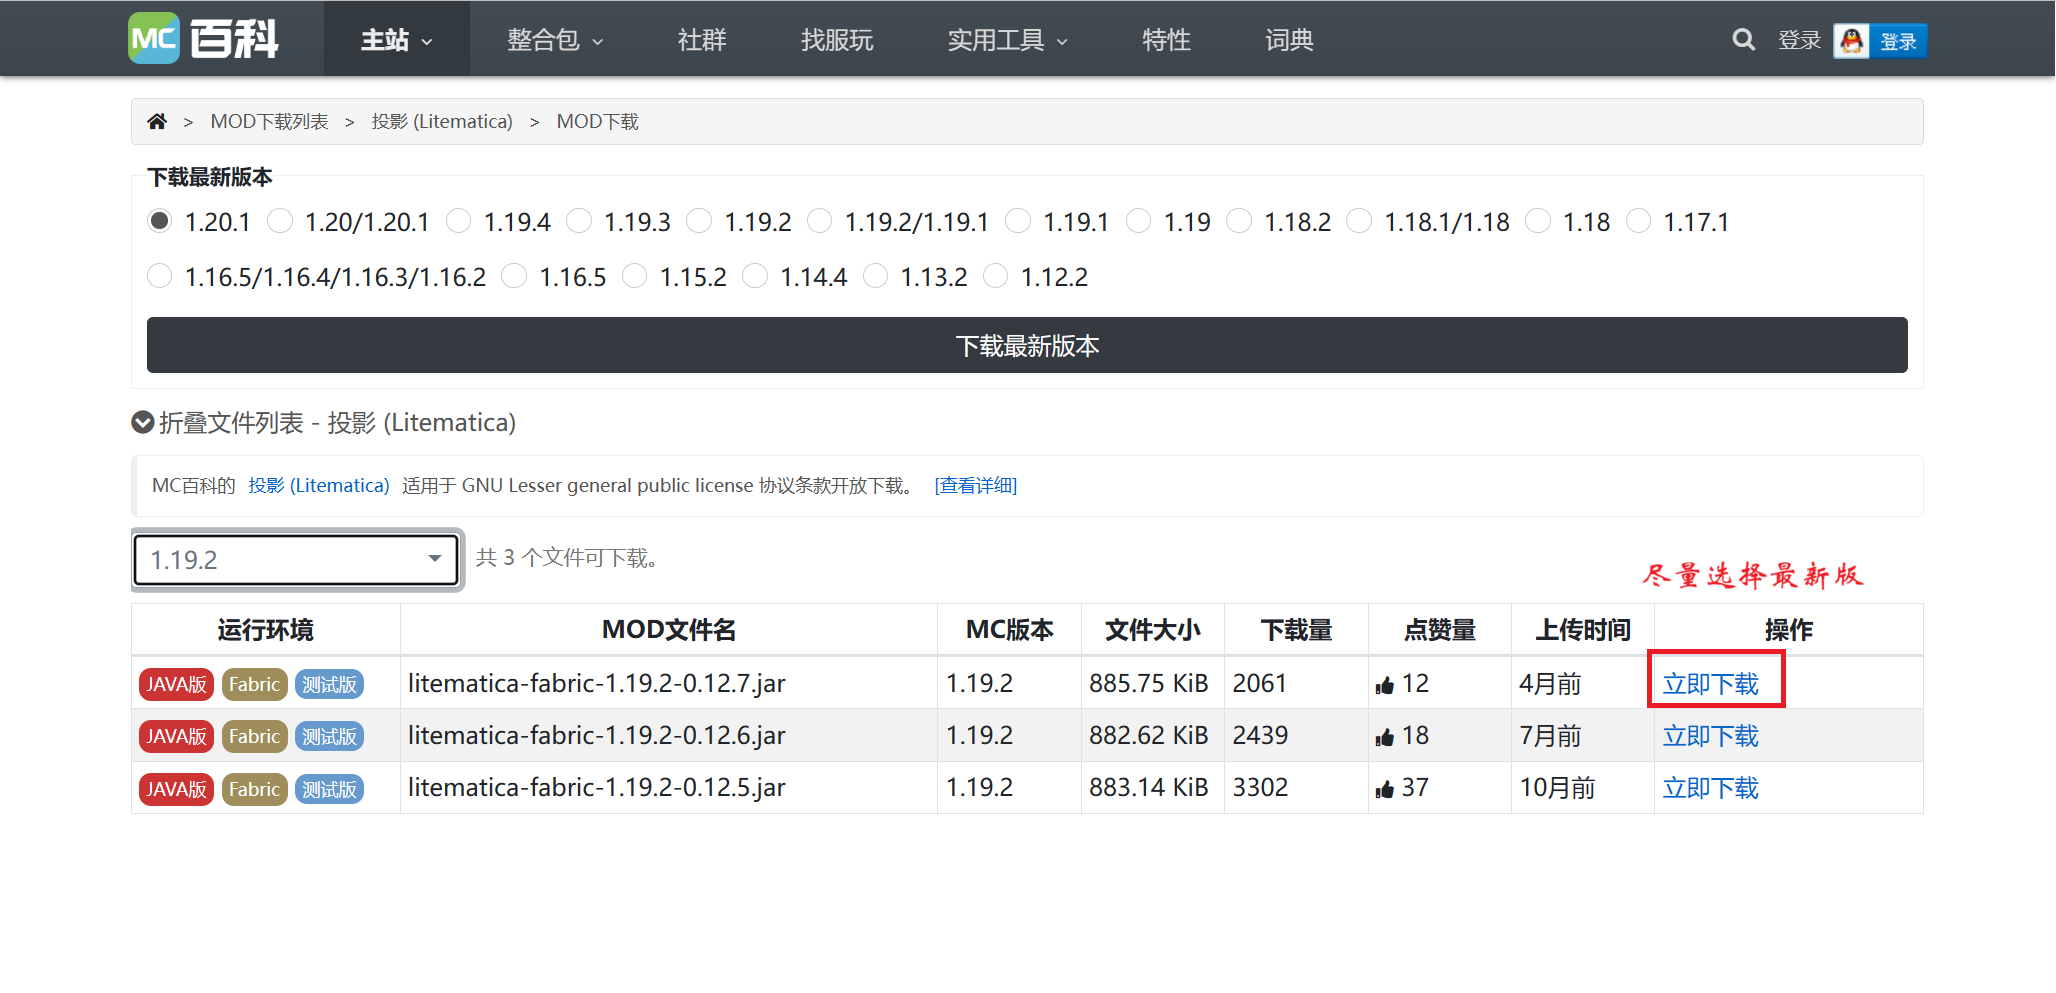 MC百科 主站 整合包 社群 找服玩 实用工具 特性 词典 登录 登录
> MOD下载列表 > 投影 (Litematica) > MOD下载
下载最新版本
1.20.1 1.20/1.20.1 1.19.4 1.19.3 1.19.2 1.19.2/1.19.1 1.19.1 1.19 1.18.2 1.18.1/1.18 1.18 1.17.1
1.16.5/1.16.4/1.16.3/1.16.2 1.16.5 1.15.2 1.14.4 1.13.2 1.12.2
下载最新版本
折叠文件列表 - 投影 (Litematica)
MC百科的 投影 (Litematica) 适用于 GNU Lesser general public license 协议条款开放下载。 [查看详细]
1.19.2 共 3 个文件可下载。
尽量选择最新版
运行环境 MOD文件名 MC版本 文件大小 下载量 点赞量 上传时间 操作
JAVA版 Fabric 测试版 litematica-fabric-1.19.2-0.12.7.jar 1.19.2 885.75 KiB 2061 12 4月前 立即下载
JAVA版 Fabric 测试版 litematica-fabric-1.19.2-0.12.6.jar 1.19.2 882.62 KiB 2439 18 7月前 立即下载
JAVA版 Fabric 测试版 litematica-fabric-1.19.2-0.12.5.jar 1.19.2 883.14 KiB 3302 37 10月前 立即下载